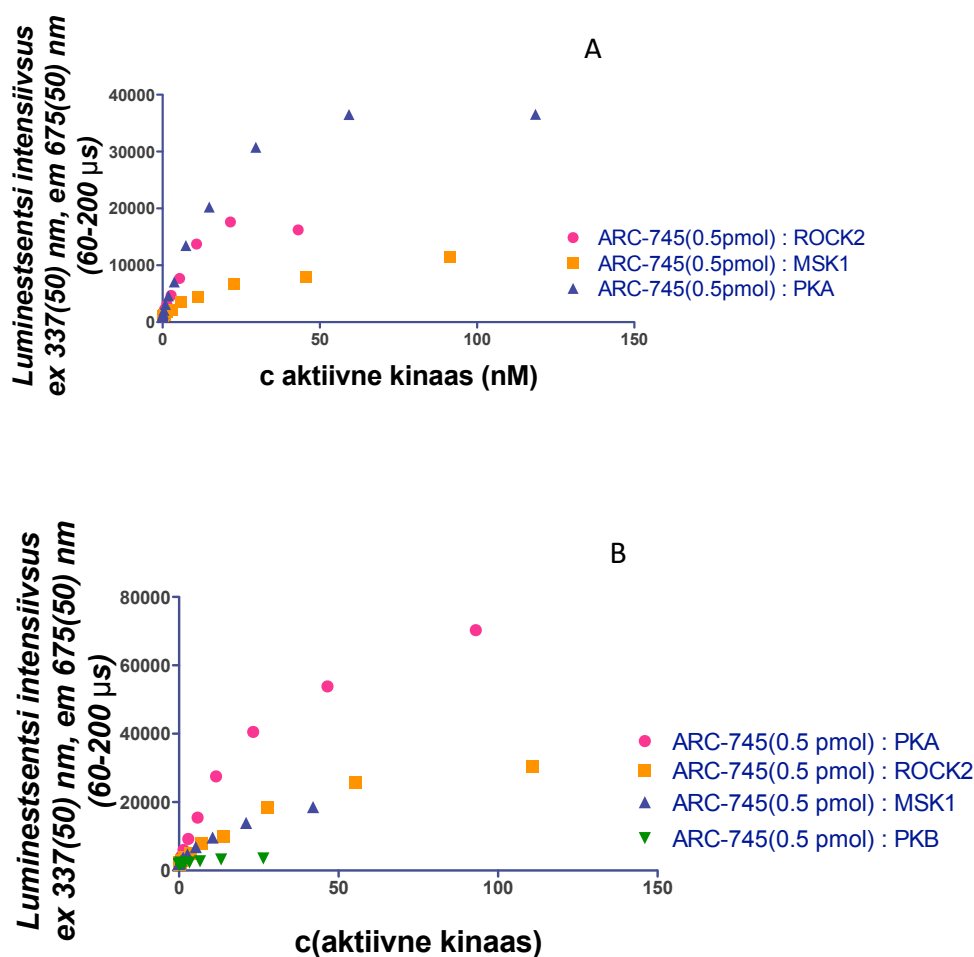 A
Luminestsentsi intensiivsus
ex 337(50) nm, em 675(50) nm
(60-200 µs)
40000
30000
20000
10000
0
0
50
100
150
c aktiivne kinaas (nM)
ARC-745(0.5pmol) : ROCK2
ARC-745(0.5pmol) : MSK1
ARC-745(0.5pmol) : PKA
B
Luminestsentsi intensiivsus
ex 337(50) nm, em 675(50) nm
(60-200 µs)
80000
60000
40000
20000
0
0
50
100
150
c(aktiivne kinaas)
ARC-745(0.5 pmol) : PKA
ARC-745(0.5 pmol) : ROCK2
ARC-745(0.5 pmol) : MSK1
ARC-745(0.5 pmol) : PKB